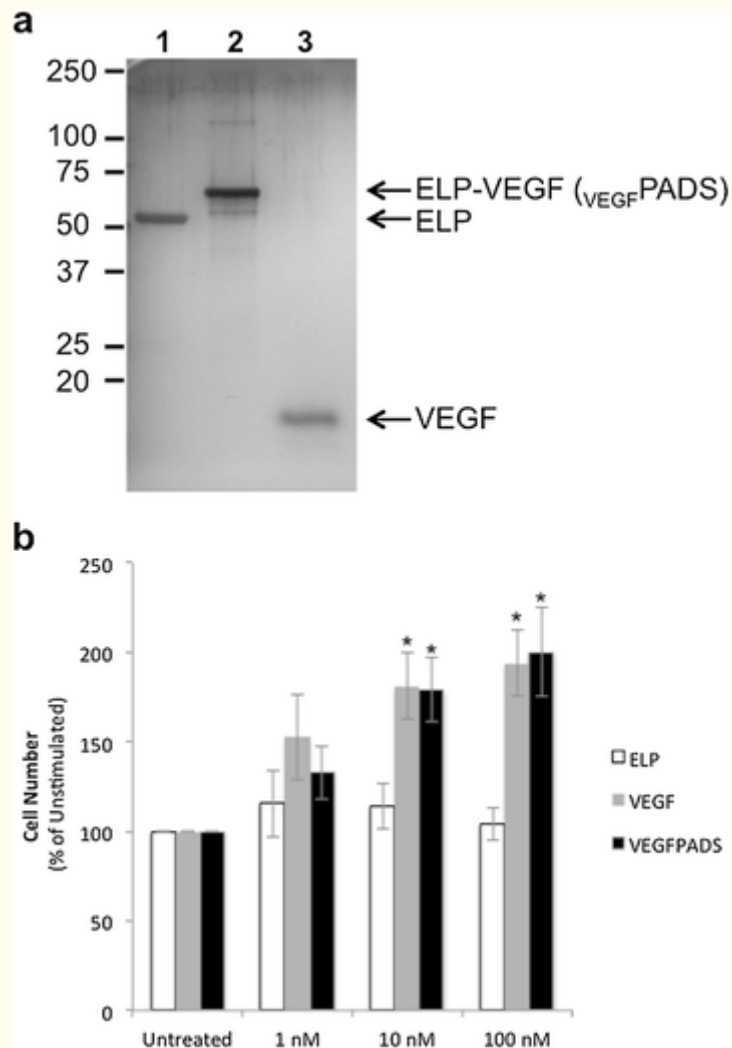 a
1 2 3
250
100
75
50
37
25
20
ELP-VEGF (VEGFPADS)
ELP
VEGF
b
Cell Number
(% of Unstimulated)
250
200
150
100
50
0
* *
* *
Untreated 1 nM 10 nM 100 nM
ELP
VEGF
VEGFPADS